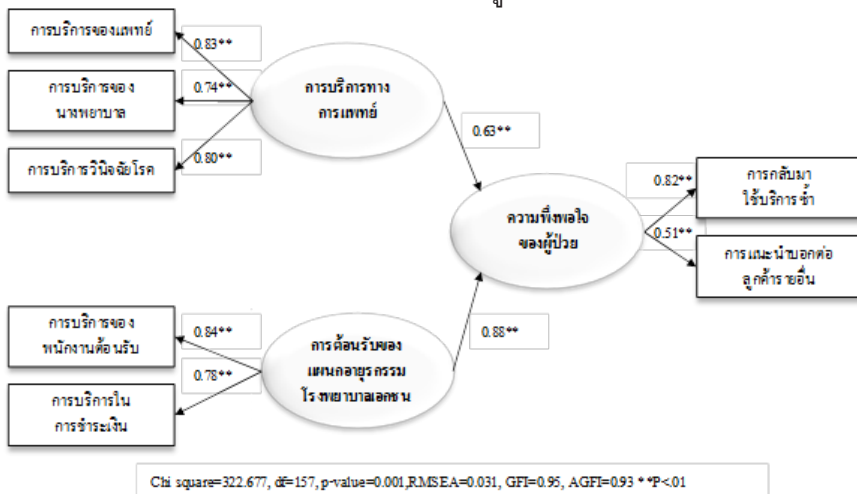 การบริการของแพทย์
0.83**
การบริการของ
นางพยาบาล
0.74**
การบริการวินิจฉัยโรค
0.80**
การบริการทาง
การแพทย์
0.63**
ความพึงพอใจ
ของผู้ป่วย
0.82**
การกลับมา
ใช้บริการซ้ำ
0.51**
การแนะนำบอกต่อ
ลูกค้ารายอื่น
การบริการของ
พนักงานต้อนรับ
0.84**
การบริการใน
การชำระเงิน
0.78**
การต้อนรับของ
แผนกอายุรกรรม
โรงพยาบาลเอกชน
0.88**
Chi square=322.677, df=157, p-value=0.001,RMSEA=0.031, GFI=0.95, AGFI=0.93 **P<.01